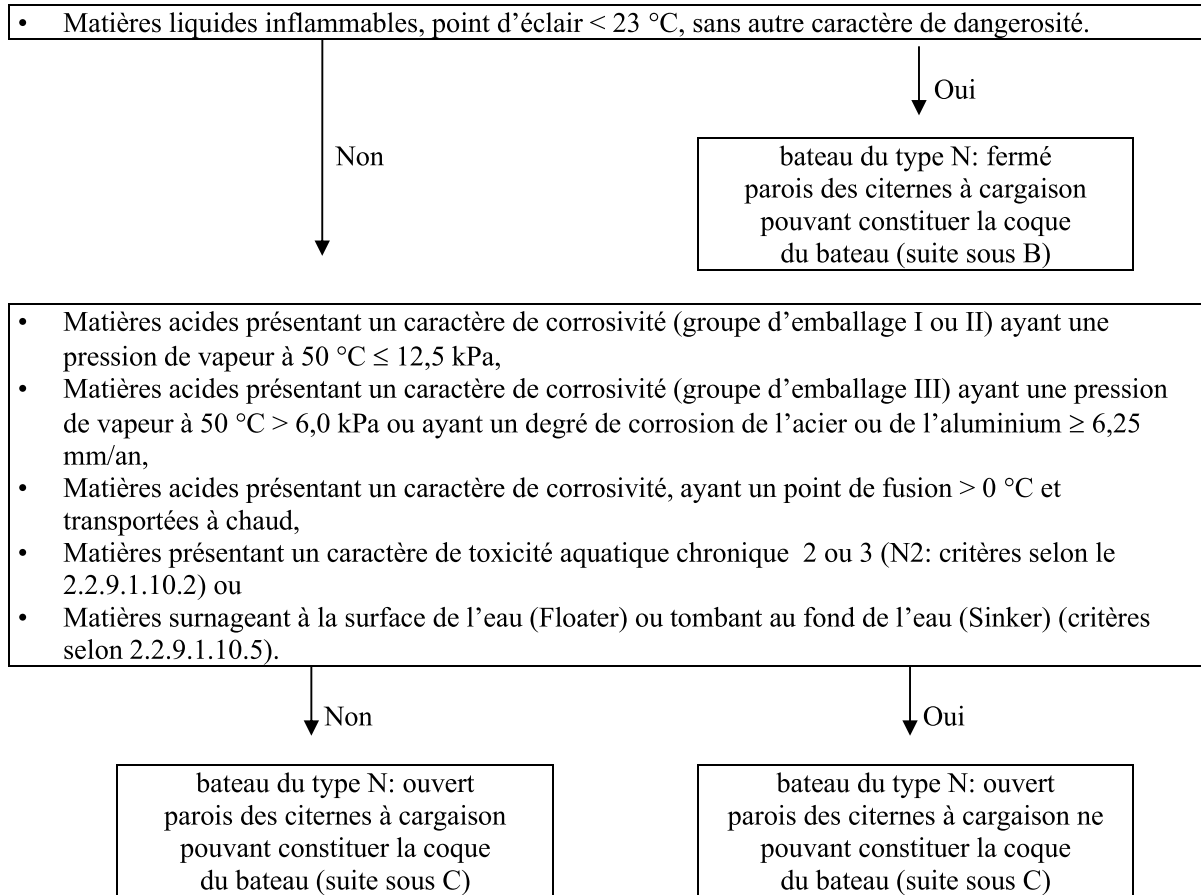 • Matières liquides inflammables, point d’éclair < 23 °C, sans autre caractère de dangerosité.
Oui
Non
bateau du type N: fermé
parois des citernes à cargaison
pouvant constituer la coque
du bateau (suite sous B)
• Matières acides présentant un caractère de corrosivité (groupe d’emballage I ou II) ayant une
pression de vapeur à 50 °C ≤ 12,5 kPa,
• Matières acides présentant un caractère de corrosivité (groupe d’emballage III) ayant une pression
de vapeur à 50 °C > 6,0 kPa ou ayant un degré de corrosion de l’acier ou de l’aluminium ≥ 6,25
mm/an,
• Matières acides présentant un caractère de corrosivité, ayant un point de fusion > 0 °C et
transportées à chaud,
• Matières présentant un caractère de toxicité aquatique chronique 2 ou 3 (N2: critères selon le
2.2.9.1.10.2) ou
• Matières surnageant à la surface de l’eau (Floater) ou tombant au fond de l’eau (Sinker) (critères
selon 2.2.9.1.10.5).
Non
Oui
bateau du type N: ouvert
parois des citernes à cargaison
pouvant constituer la coque
du bateau (suite sous C)
bateau du type N: ouvert
parois des citernes à cargaison ne
pouvant constituer la coque
du bateau (suite sous C)